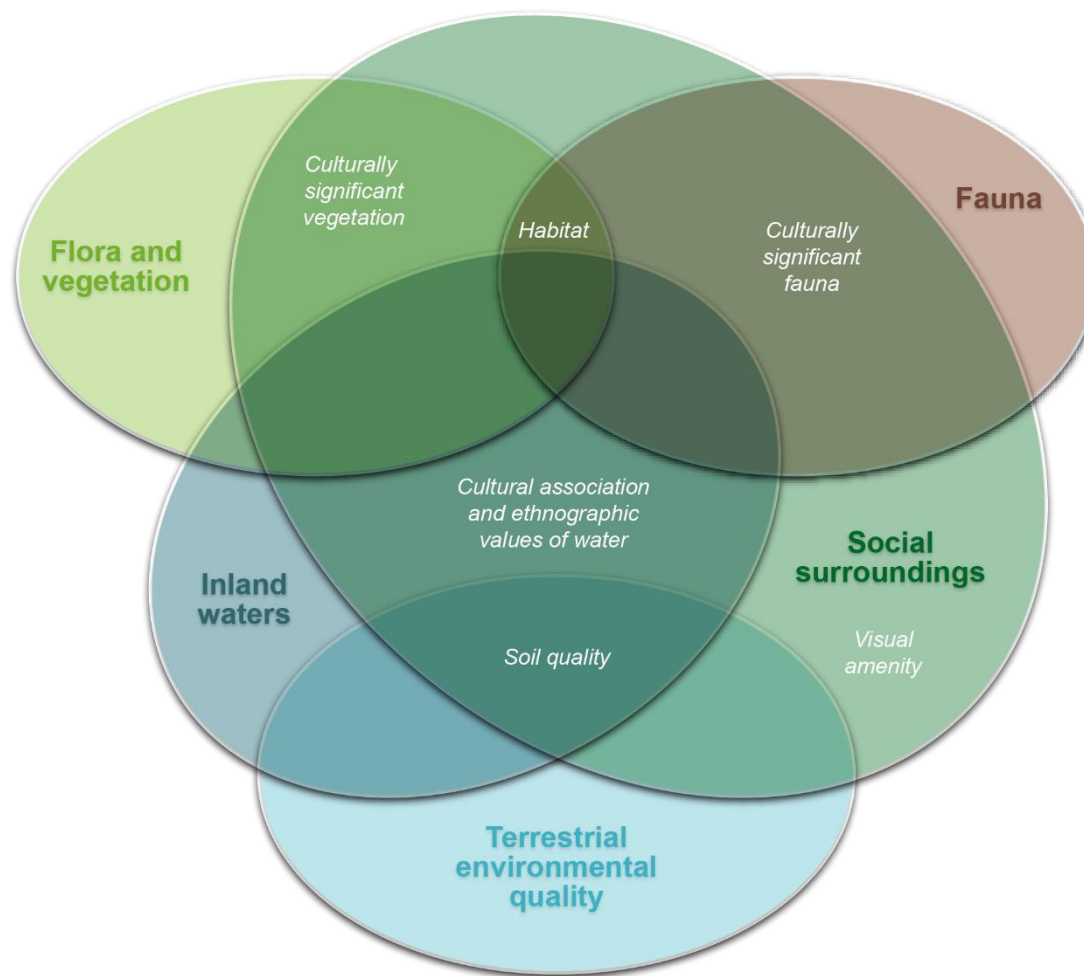 Culturally
significant
vegetation
Habitat
Culturally
significant
fauna
Fauna
Flora and
vegetation
Cultural association
and ethnographic
values of water
Social
surroundings
Inland
waters
Visual
amenity
Soil quality
Terrestrial
environmental
quality